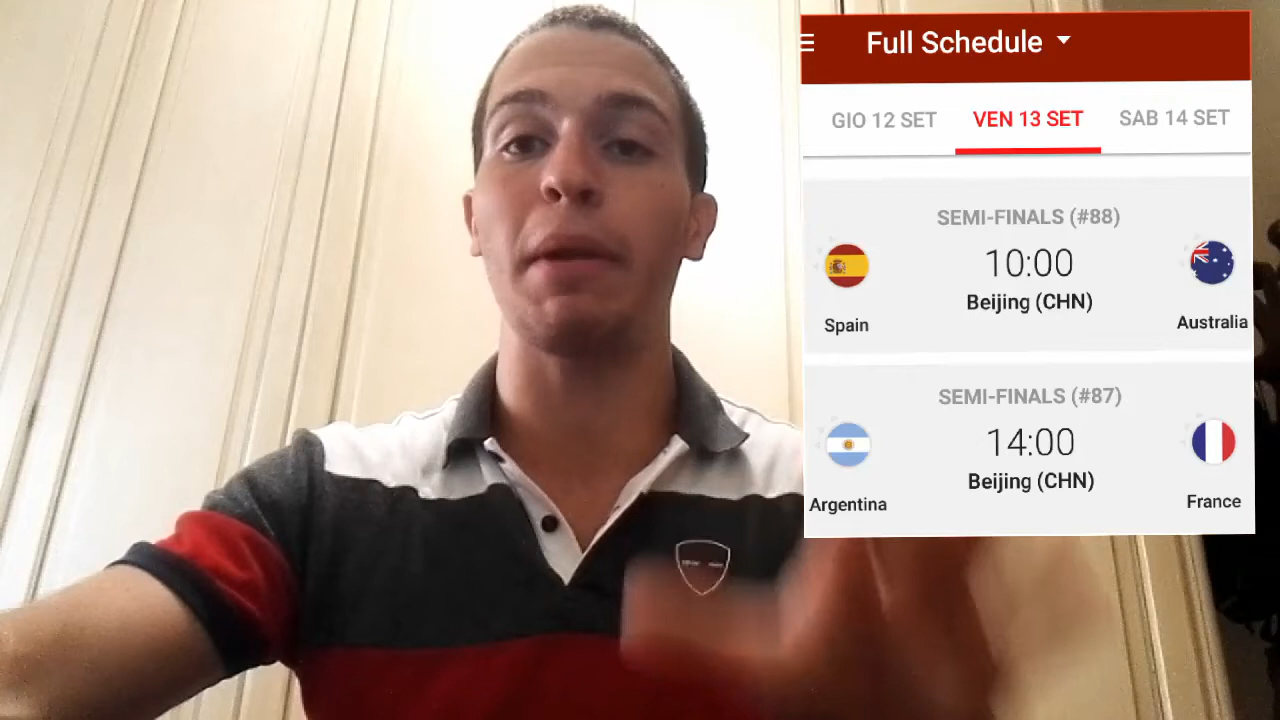 Full Schedule
GIO 12 SET VEN 13 SET SAB 14 SET
SEMI-FINALS (#88)
10:00
Beijing (CHN)
Spain Australia
SEMI-FINALS (#87)
14:00
Beijing (CHN)
Argentina France